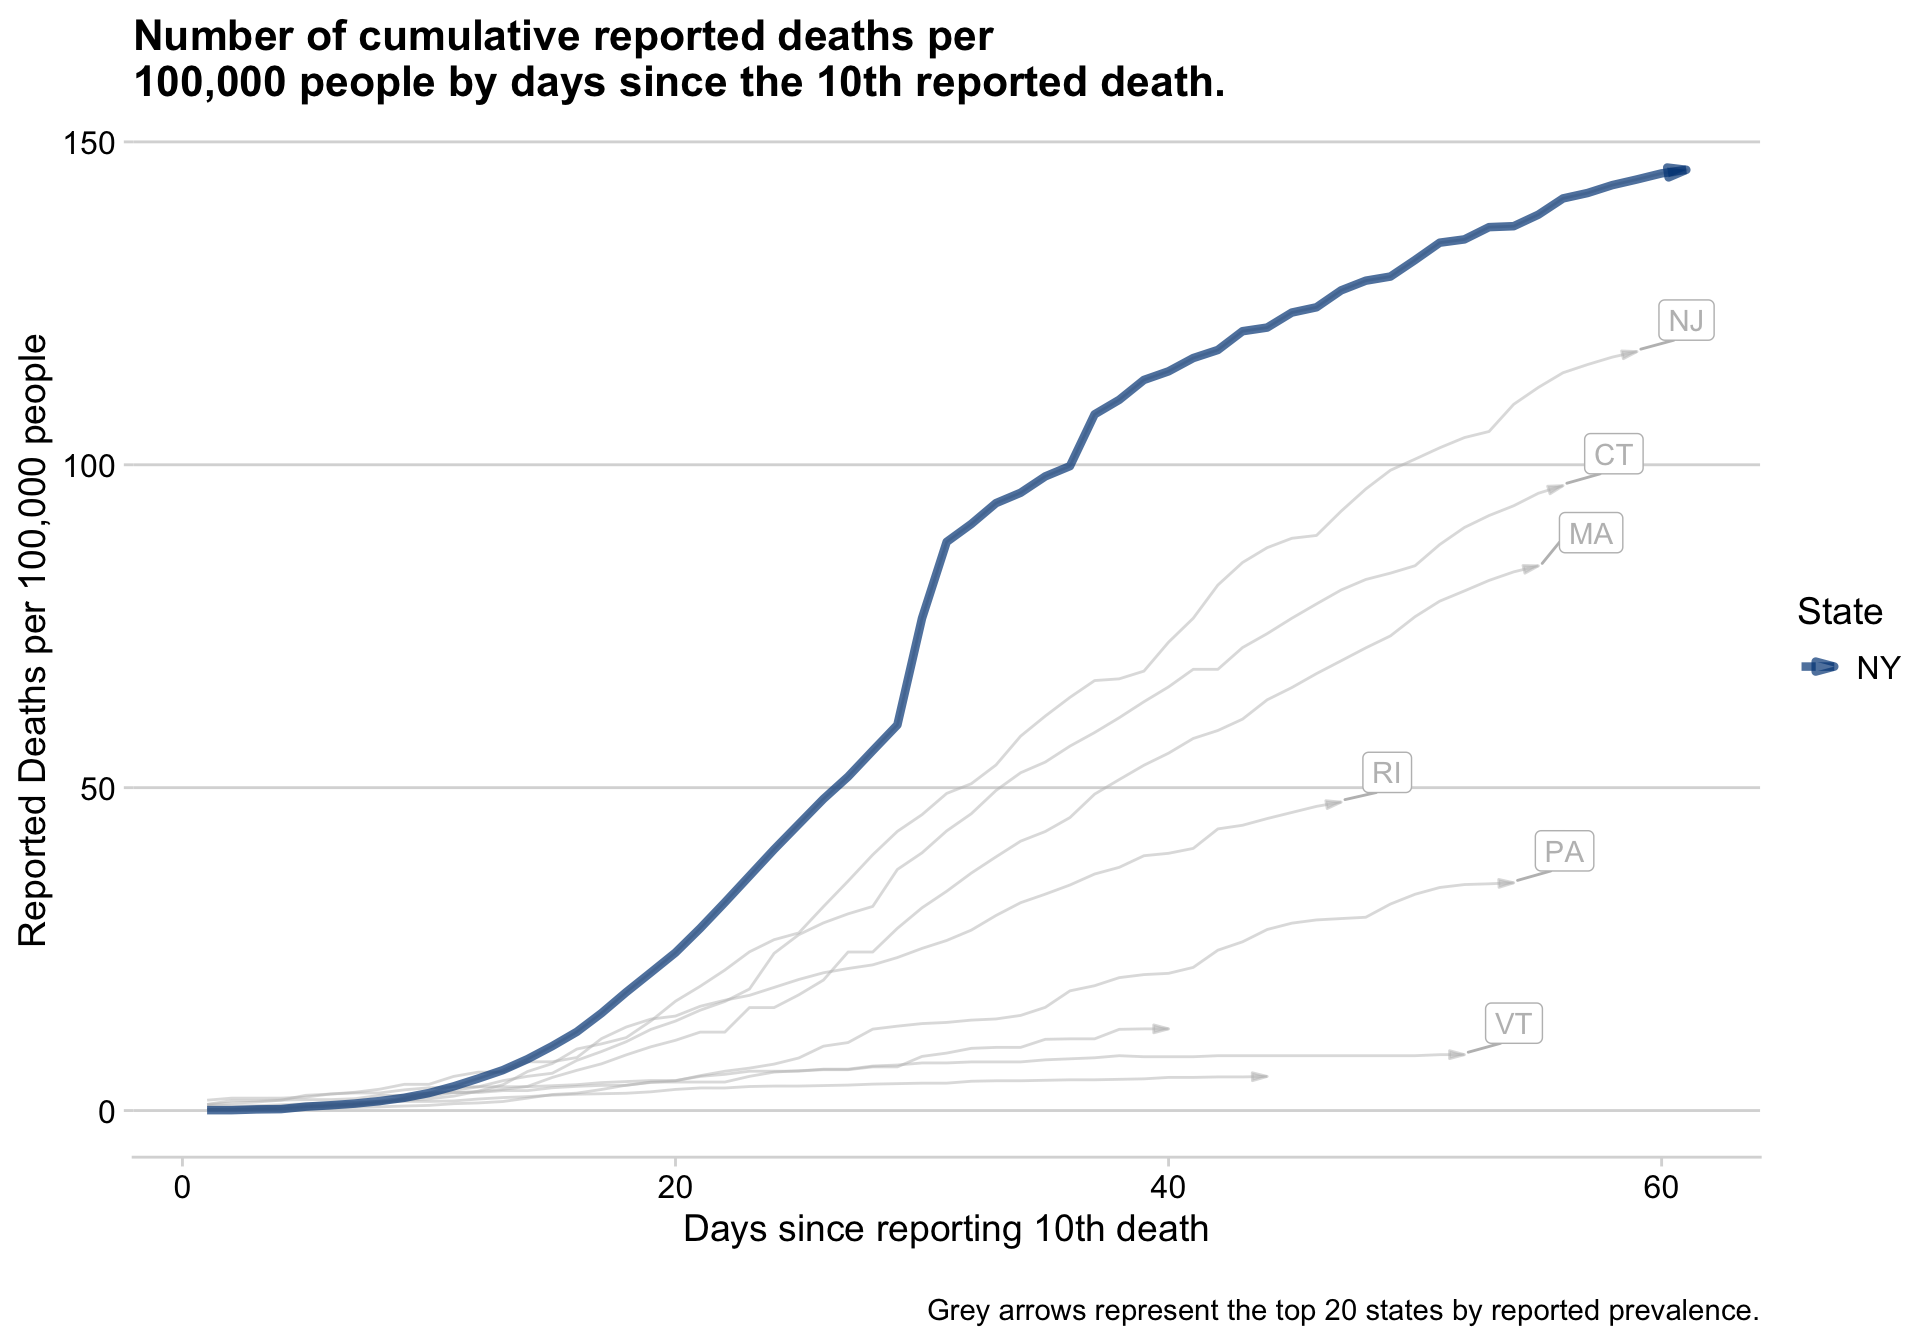 Number of cumulative reported deaths per
100,000 people by days since the 10th reported death.
Reported Deaths per 100,000 people
150
100
50
0
NJ
CT
MA
RI
PA
VT
State
NY
0 20 40 60
Days since reporting 10th death
Grey arrows represent the top 20 states by reported prevalence.